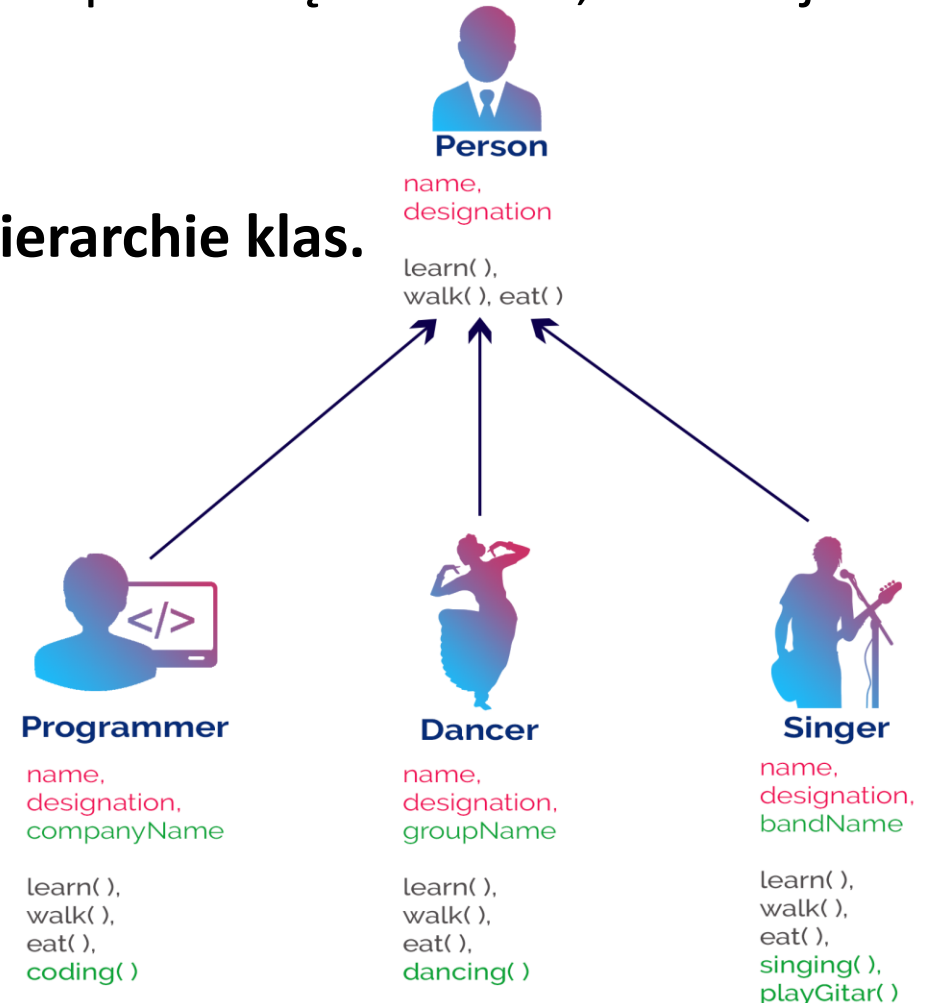 ierarchie klas.
Person
name,
designation
learn( ),
walk( ), eat( )
</>
Programmer
name,
designation,
companyName
learn( ),
walk( ),
eat( ),
coding( )
Dancer
name,
designation,
groupName
learn( ),
walk( ),
eat( ),
dancing( )
Singer
name,
designation,
bandName
learn( ),
walk( ),
eat( ),
singing( ),
playGitar( )